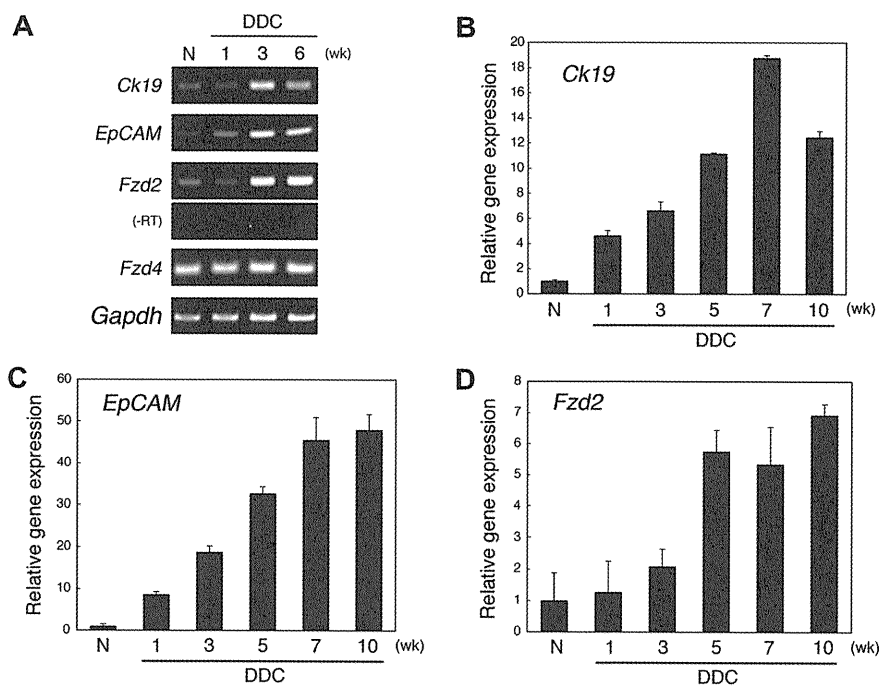 A
DDC
N 1 3 6 (wk)
Ck19
EpCAM
Fzd2
(-RT)
Fzd4
Gapdh
B
Ck19
Relative gene expression
20
18
16
14
12
10
8
6
4
2
0
N 1 3 5 7 10 (wk)
DDC
C
EpCAM
Relative gene expression
60
50
40
30
20
10
0
N 1 3 5 7 10 (wk)
DDC
D
Fzd2
Relative gene expression
8
7
6
5
4
3
2
1
0
N 1 3 5 7 10 (wk)
DDC